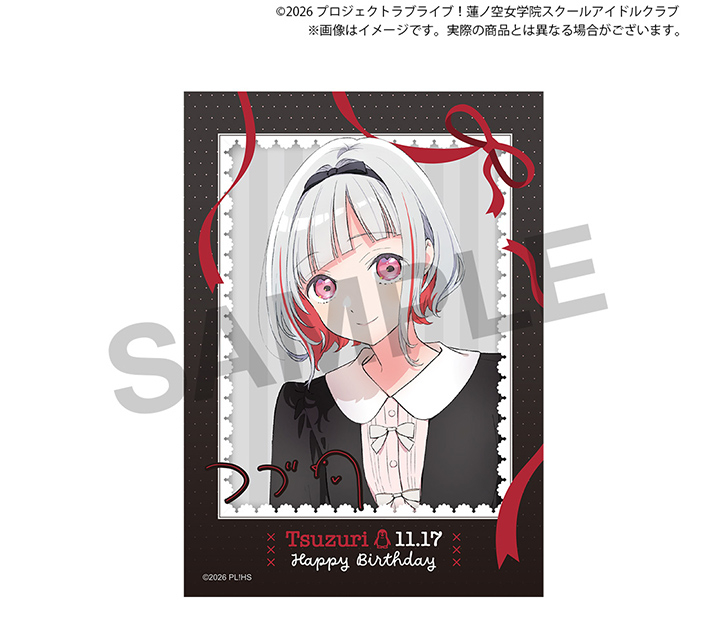 ©2026 プロジェクトラブライブ！蓮ノ空女学院スクールアイドルクラブ
※画像はイメージです。実際の商品とは異なる場合がございます。
SAMPLE
つづり
Tsuzuri 11.17
Happy Birthday
©2026 PL!HS